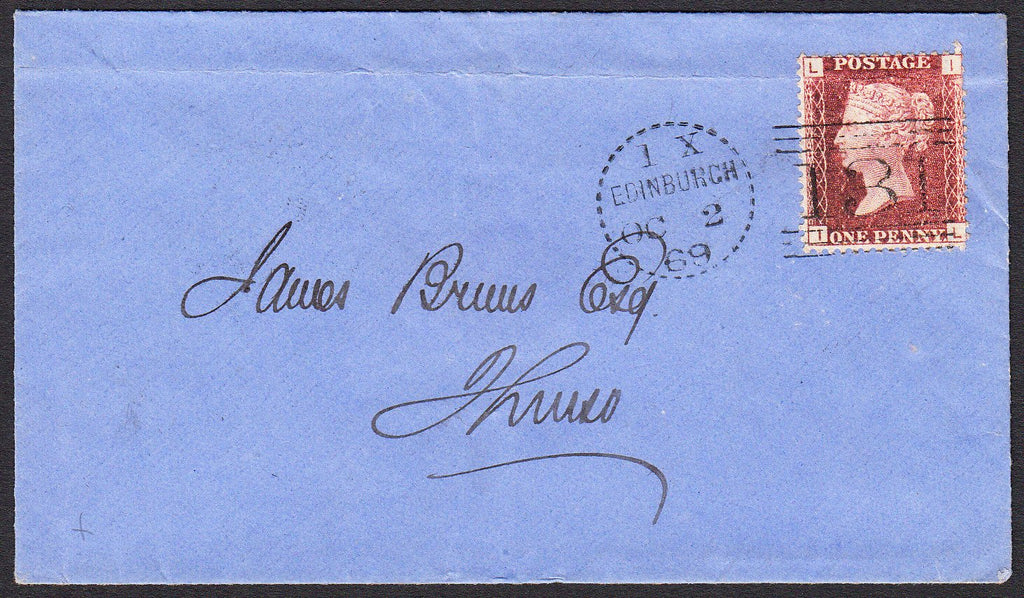 L POSTAGE I
I ONE PENNY L
131
1 X
EDINBURGH
OC 2
69
James Bruns Esq
Thurso